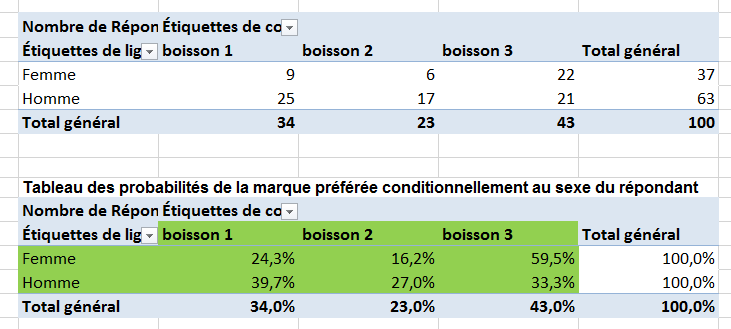 Nombre de Répon Étiquettes de co
Étiquettes de lig boisson 1 boisson 2 boisson 3 Total général
Femme 9 6 22 37
Homme 25 17 21 63
Total général 34 23 43 100
Tableau des probabilités de la marque préférée conditionnellement au sexe du répondant
Nombre de Répon Étiquettes de co
Étiquettes de lig boisson 1 boisson 2 boisson 3 Total général
Femme 24,3% 16,2% 59,5% 100,0%
Homme 39,7% 27,0% 33,3% 100,0%
Total général 34,0% 23,0% 43,0% 100,0%